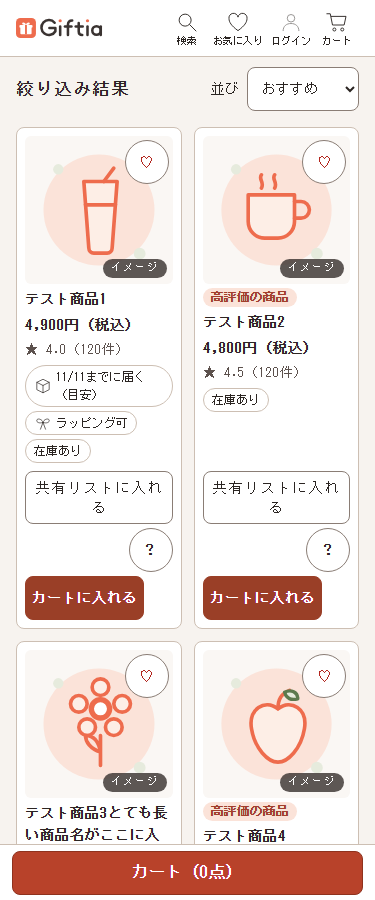 Giftia
検索
お気に入り
ログイン
カート
絞り込み結果
並び
おすすめ
イメージ
テスト商品1
4,900円（税込）
★ 4.0（120件）
11/11までに届く
（目安）
ラッピング可
在庫あり
共有リストに入れ
る
?
カートに入れる
イメージ
高評価の商品
テスト商品2
4,800円（税込）
★ 4.5（120件）
在庫あり
共有リストに入れ
る
?
カートに入れる
イメージ
テスト商品3とても長
い商品名がここに入
イメージ
高評価の商品
テスト商品4
カート（0点）